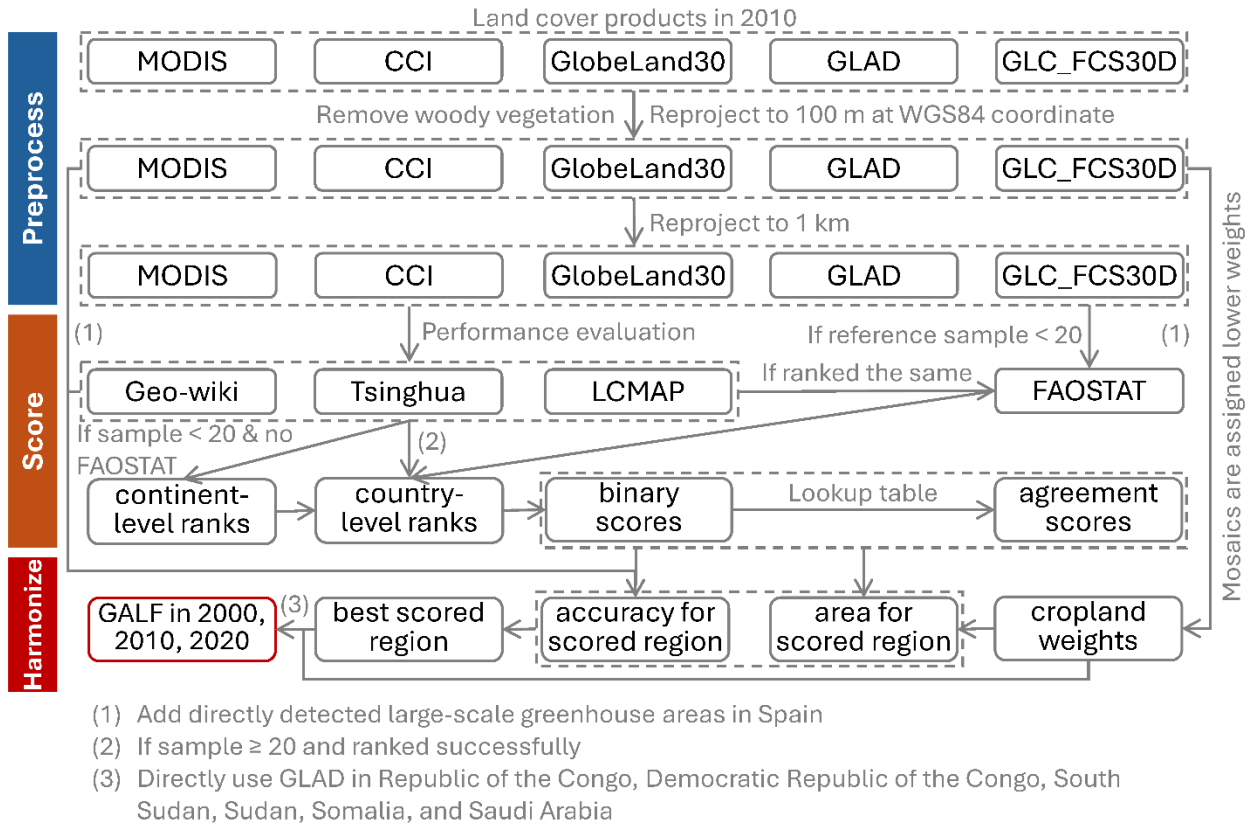 Land cover products in 2010
Preprocess
MODIS
CCI
GlobeLand30
GLAD
GLC_FCS30D
Remove woody vegetation
Reproject to 100 m at WGS84 coordinate
MODIS
CCI
GlobeLand30
GLAD
GLC_FCS30D
Reproject to 1 km
MODIS
CCI
GlobeLand30
GLAD
GLC_FCS30D
Mosaics are assigned lower weights
Score
(1)
Performance evaluation
If reference sample < 20
(1)
Geo-wiki
Tsinghua
LCMAP
If ranked the same
FAOSTAT
If sample < 20 & no
FAOSTAT
(2)
continent-
level ranks
country-
level ranks
binary
scores
Lookup table
agreement
scores
Harmonize
GALF in 2000,
2010, 2020
(3)
best scored
region
accuracy for
scored region
area for
scored region
cropland
weights
(1) Add directly detected large-scale greenhouse areas in Spain
(2) If sample ≥ 20 and ranked successfully
(3) Directly use GLAD in Republic of the Congo, Democratic Republic of the Congo, South
Sudan, Sudan, Somalia, and Saudi Arabia